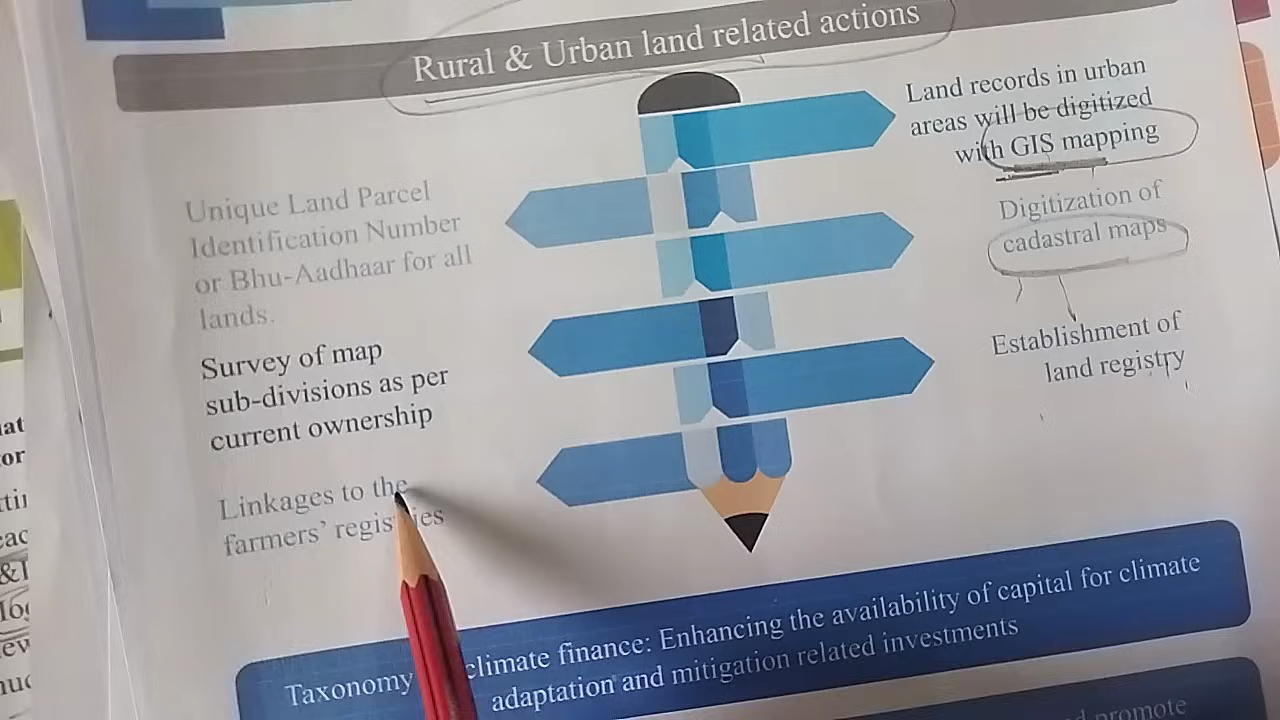 Rural & Urban land related actions
Land records in urban
areas will be digitized
with GIS mapping
Unique Land Parcel
Identification Number
or Bhu-Aadhaar for all
lands.
Digitization of
cadastral maps
Survey of map
sub-divisions as per
current ownership
Establishment of
land registry
Linkages to the
farmers' registries
Taxonomy climate finance: Enhancing the availability of capital for climate
adaptation and mitigation related investments
promote